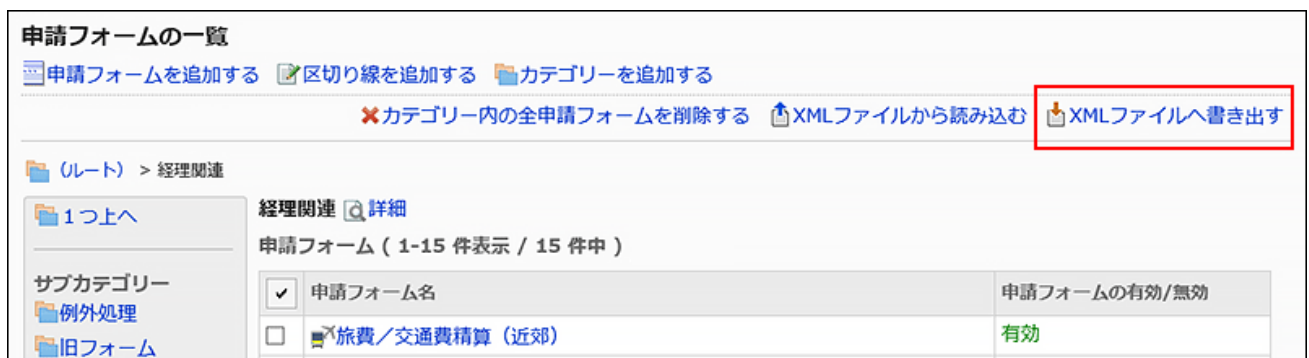 申請フォームの一覧
申請フォームを追加する 区切り線を追加する カテゴリーを追加する
カテゴリー内の全申請フォームを削除する XMLファイルから読み込む XMLファイルへ書き出す
（ルート） > 経理関連
1つ上へ
サブカテゴリー
例外処理
旧フォーム
経理関連 詳細
申請フォーム ( 1-15 件表示 / 15 件中 )
申請フォーム名 申請フォームの有効/無効
旅費／交通費精算（近郊） 有効